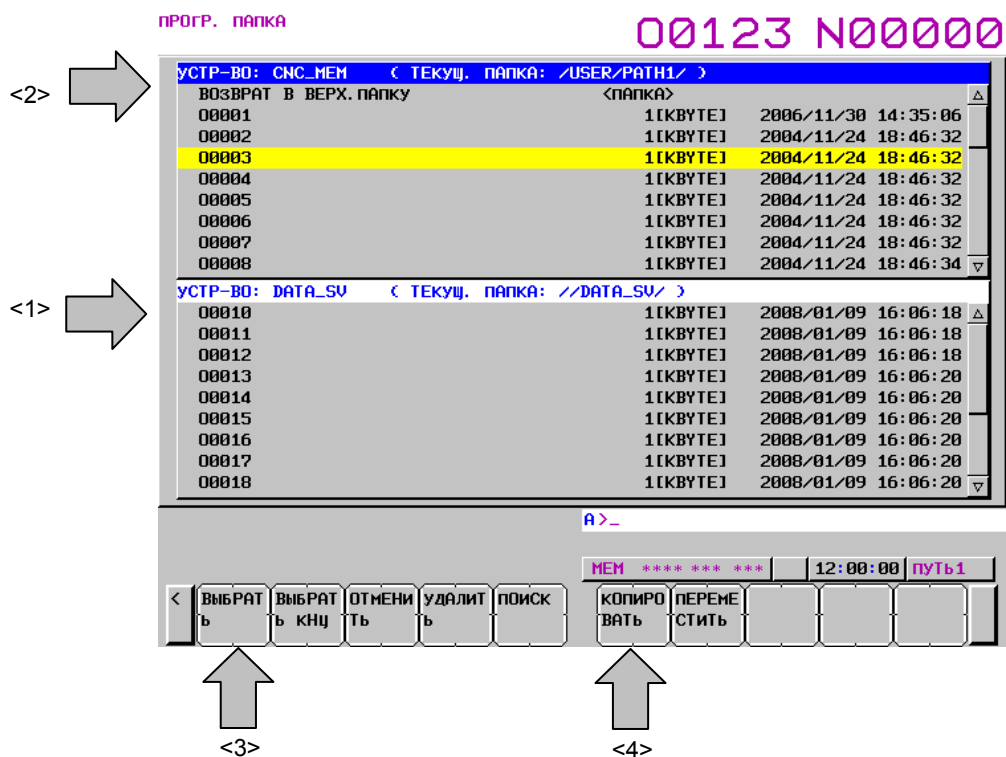 ПРОГР. ПАПКА
O0123 N00000
<2>
УСТР-ВО: CNC_MEM ( ТЕКУЩ. ПАПКА: /USER/PATH1/ )
ВОЗВРАТ В ВЕРХ.ПАПКУ <ПАПКА>
O0001 1[KBYTE] 2006/11/30 14:35:06
O0002 1[KBYTE] 2004/11/24 18:46:32
O0003 1[KBYTE] 2004/11/24 18:46:32
O0004 1[KBYTE] 2004/11/24 18:46:32
O0005 1[KBYTE] 2004/11/24 18:46:32
O0006 1[KBYTE] 2004/11/24 18:46:32
O0007 1[KBYTE] 2004/11/24 18:46:32
O0008 1[KBYTE] 2004/11/24 18:46:34
<1>
УСТР-ВО: DATA_SV ( ТЕКУЩ. ПАПКА: //DATA_SV/ )
O0010 1[KBYTE] 2008/01/09 16:06:18
O0011 1[KBYTE] 2008/01/09 16:06:18
O0012 1[KBYTE] 2008/01/09 16:06:18
O0013 1[KBYTE] 2008/01/09 16:06:20
O0014 1[KBYTE] 2008/01/09 16:06:20
O0015 1[KBYTE] 2008/01/09 16:06:20
O0016 1[KBYTE] 2008/01/09 16:06:20
O0017 1[KBYTE] 2008/01/09 16:06:20
O0018 1[KBYTE] 2008/01/09 16:06:20
A>_
MEM **** *** *** 12:00:00 ПУТЬ1
< ВЫБРАТ ВЫБРАТ ОТМЕНИ УДАЛИТ ПОИСК КОПИРО ПЕРЕМЕ
Ь Ь КНЦ ТЬ Ь ВАТЬ СТИТЬ
<3> <4>